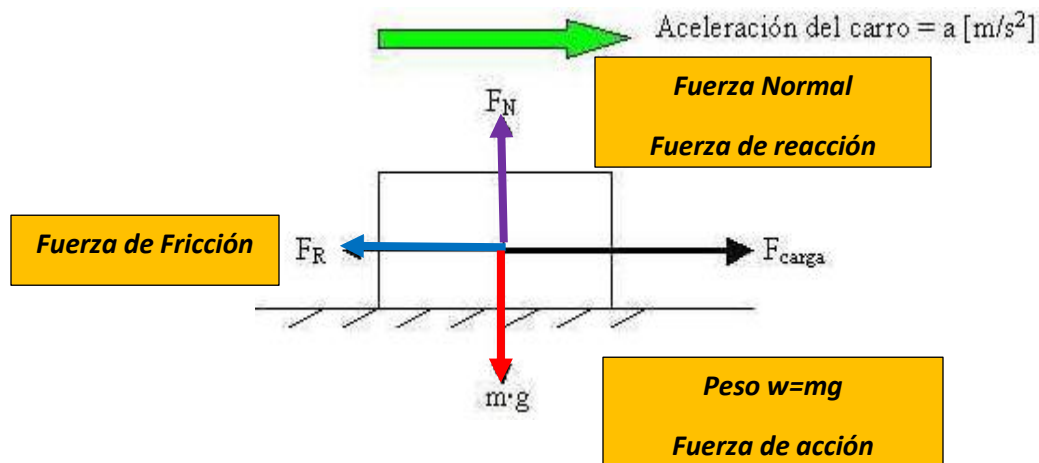 Aceleración del carro = a [m/s²]
Fuerza Normal
Fuerza de reacción
F_N
Fuerza de Fricción
F_R
F_carga
m·g
Peso w=mg
Fuerza de acción